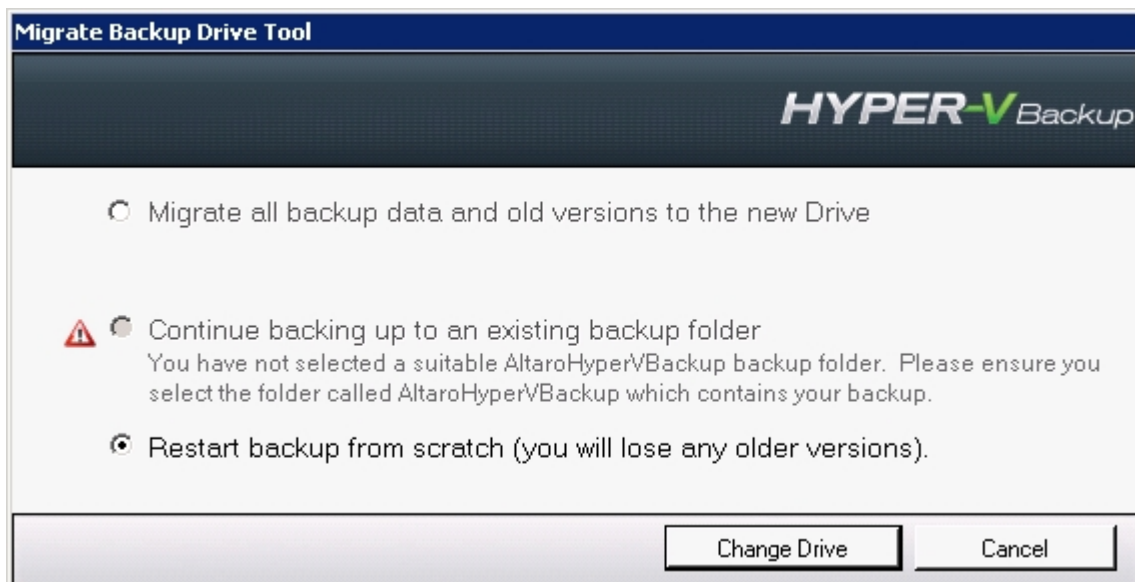 Migrate Backup Drive Tool
HYPER-V Backup
Migrate all backup data and old versions to the new Drive
Continue backing up to an existing backup folder
You have not selected a suitable AltaroHyperVBackup backup folder. Please ensure you
select the folder called AltaroHyperVBackup which contains your backup.
Restart backup from scratch (you will lose any older versions).
Change Drive
Cancel